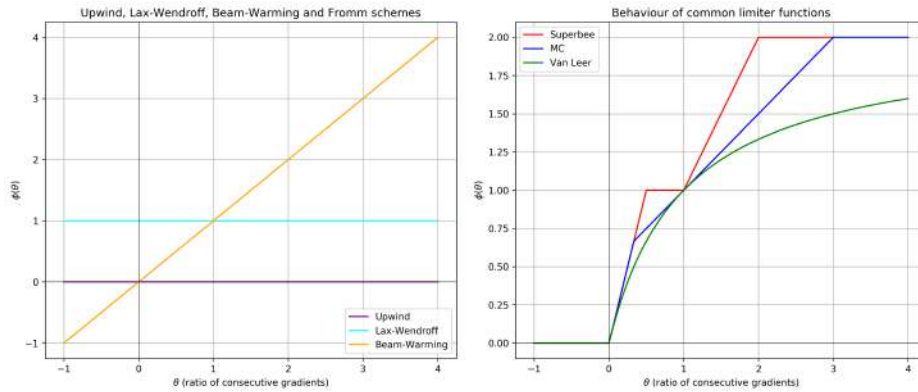 Upwind, Lax-Wendroff, Beam-Warming and Fromm schemes
4
3
2
1
0
−1
ϕ(θ)
Upwind
Lax-Wendroff
Beam-Warming
−1 0 1 2 3 4
θ (ratio of consecutive gradients)
Behaviour of common limiter functions
Superbee
MC
Van Leer
2.00
1.75
1.50
1.25
1.00
0.75
0.50
0.25
0.00
ϕ(θ)
−1 0 1 2 3 4
θ (ratio of consecutive gradients)